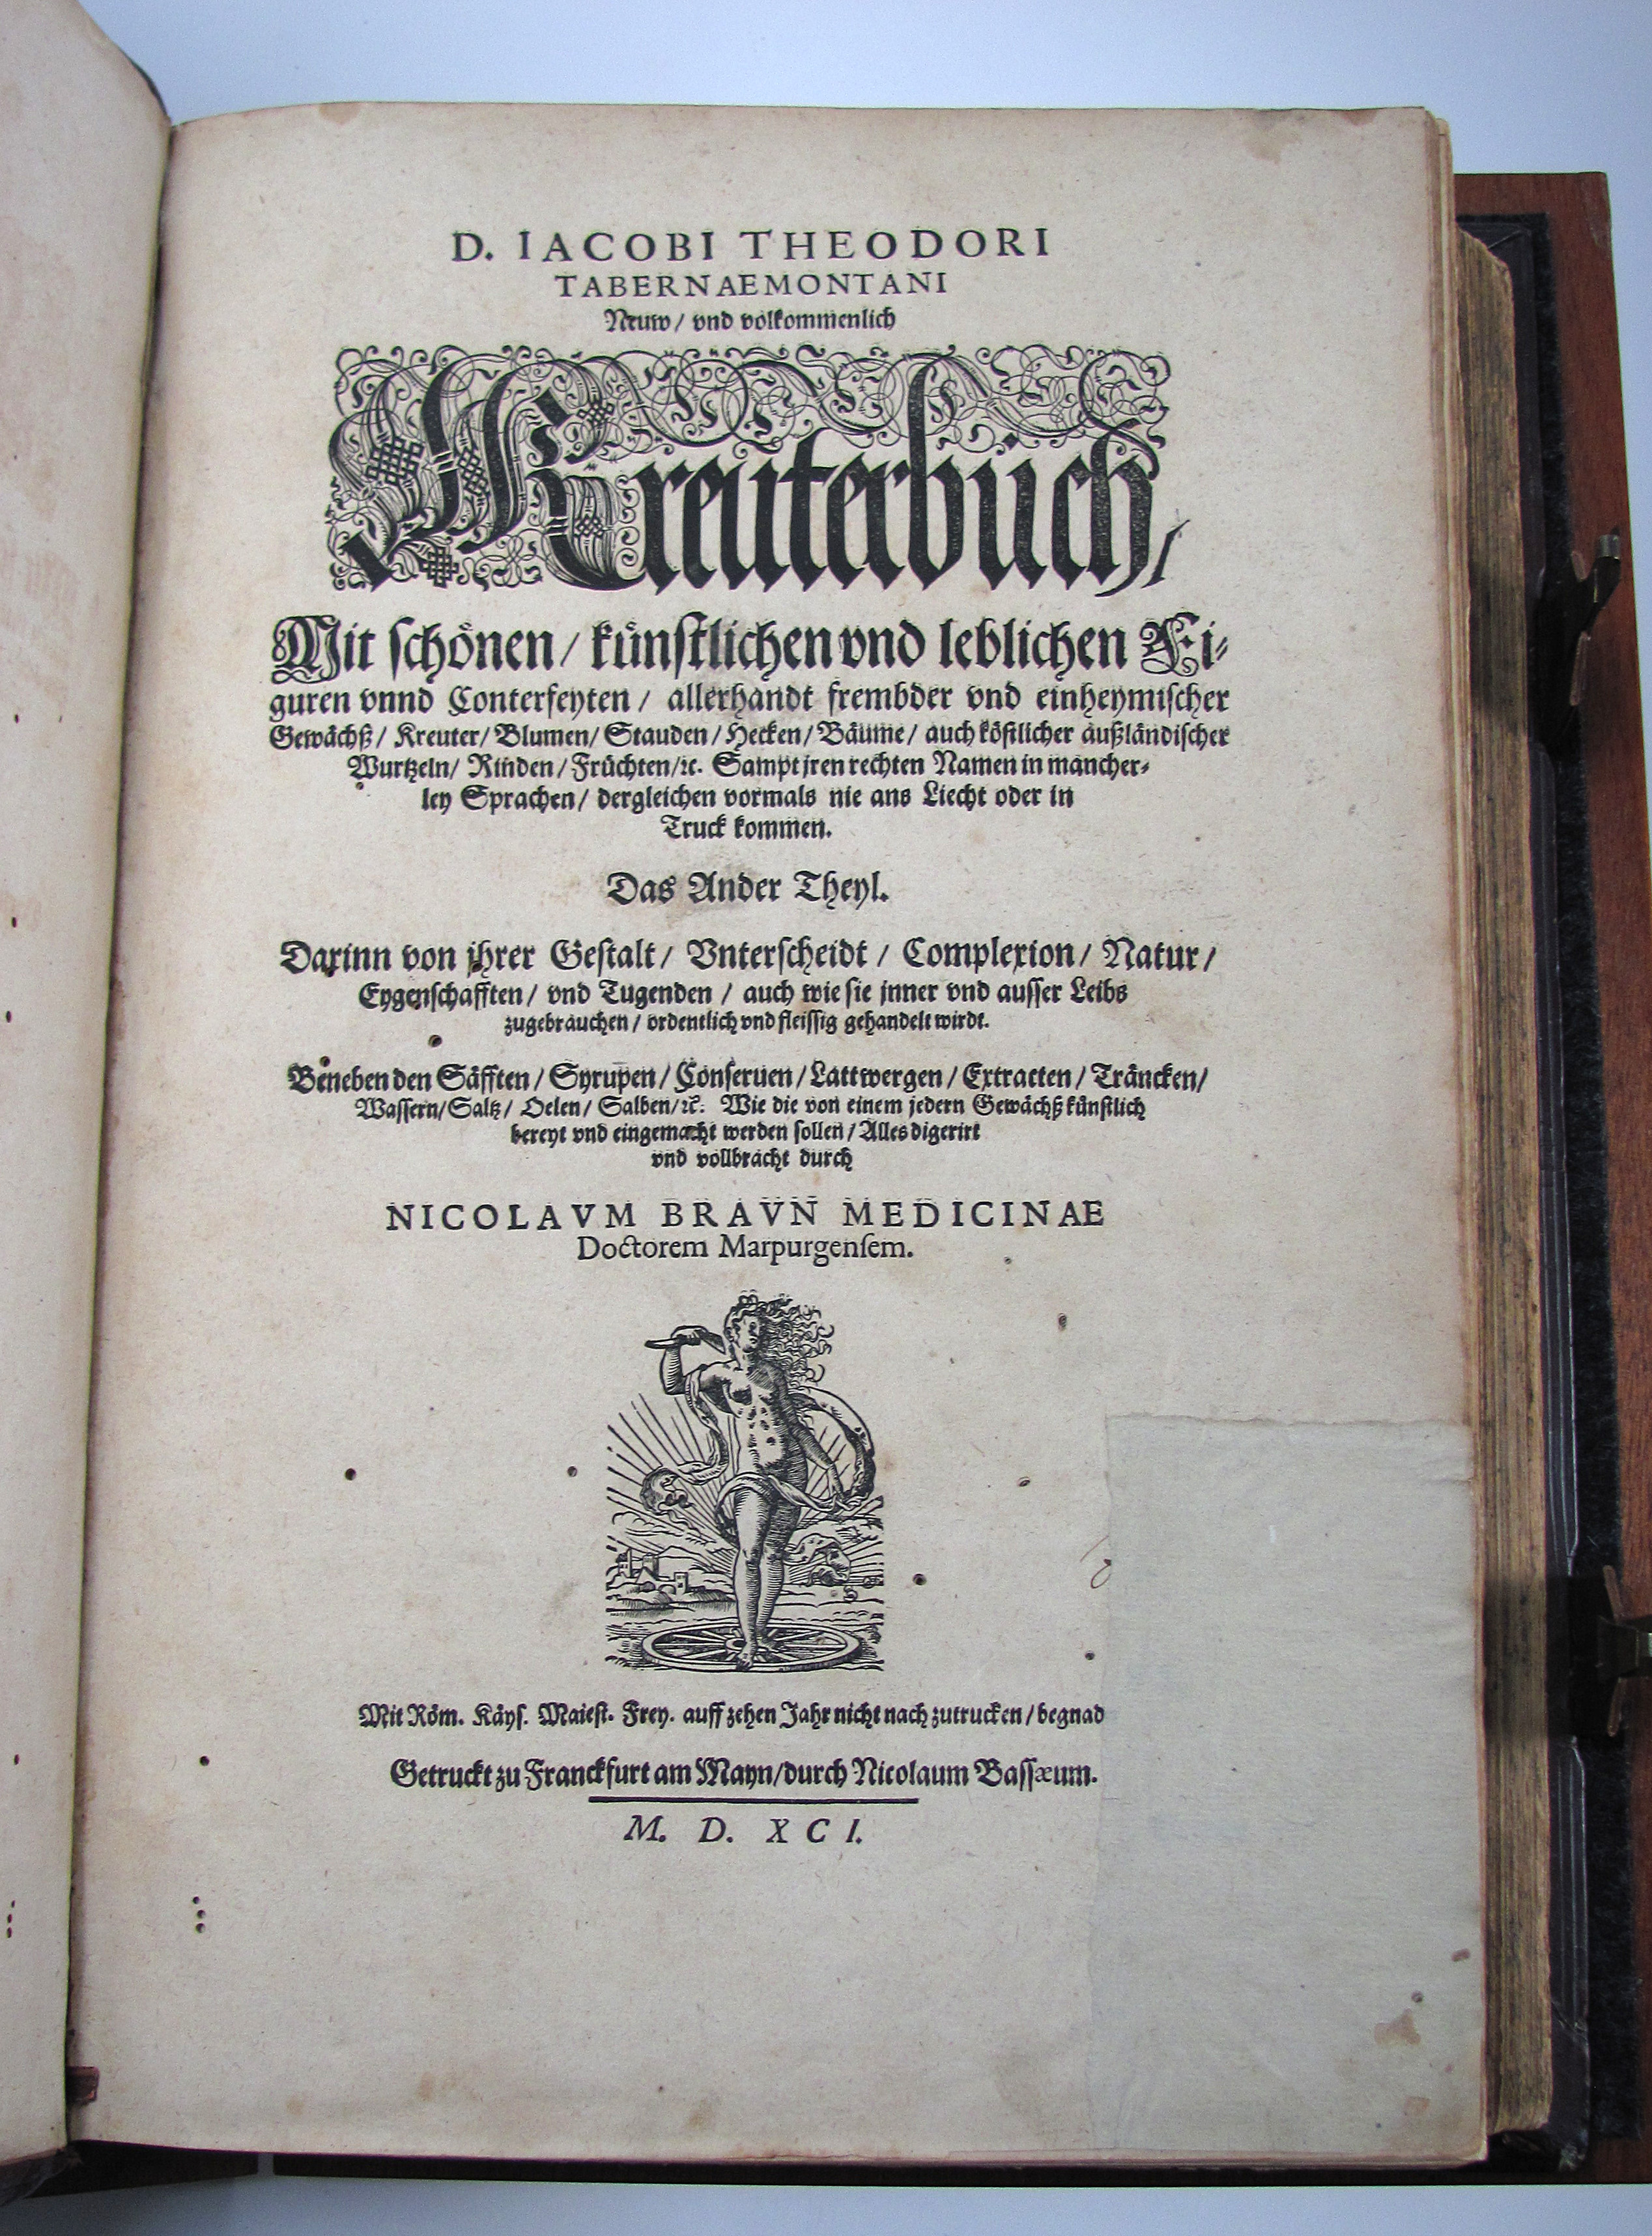 D. IACOBI THEODORI
TABERNAEMONTANI
Neuw / vnd volkommenlich
Kreuterbuch /
Mit schönen / künstlichen vnd leblichen Fi-
guren vnnd Conterfeyten / allerhandt frembder vnd einheymischer
Gewächß / Kreuter / Blumen / Stauden / Hecken / Bäume / auch köstlicher außländischer
Wurtzeln / Rinden / Früchten / ꝛc. Sampt jren rechten Namen in mancher-
ley Sprachen / dergleichen vormals nie ans Liecht oder in
Truck kommen.
Das Ander Theyl.
Darinn von jhrer Gestalt / Vnterscheidt / Complexion / Natur /
Eygenschafften / vnd Tugenden / auch wie sie jnner vnd ausser Leibs
zugebrauchen / ordentlich vnd fleissig gehandelt wirdt.
Beneben den Säfften / Syrupen / Conseruen / Lattwergen / Extracten / Träncken /
Wassern / Saltz / Oelen / Salben / ꝛc. Wie die von einem jedern Gewächß künstlich
bereyt vnd eingemacht werden sollen / Alles digerirt
vnd vollbracht durch
NICOLAVM BRAVN MEDICINAE
Doctorem Marpurgensem.
Mit Röm. Käys. Maiest. Frey. auff zehen Jahr nicht nach zutrucken / begnad
Getruckt zu Franckfurt am Mayn / durch Nicolaum Bassæum.
M. D. XCI.